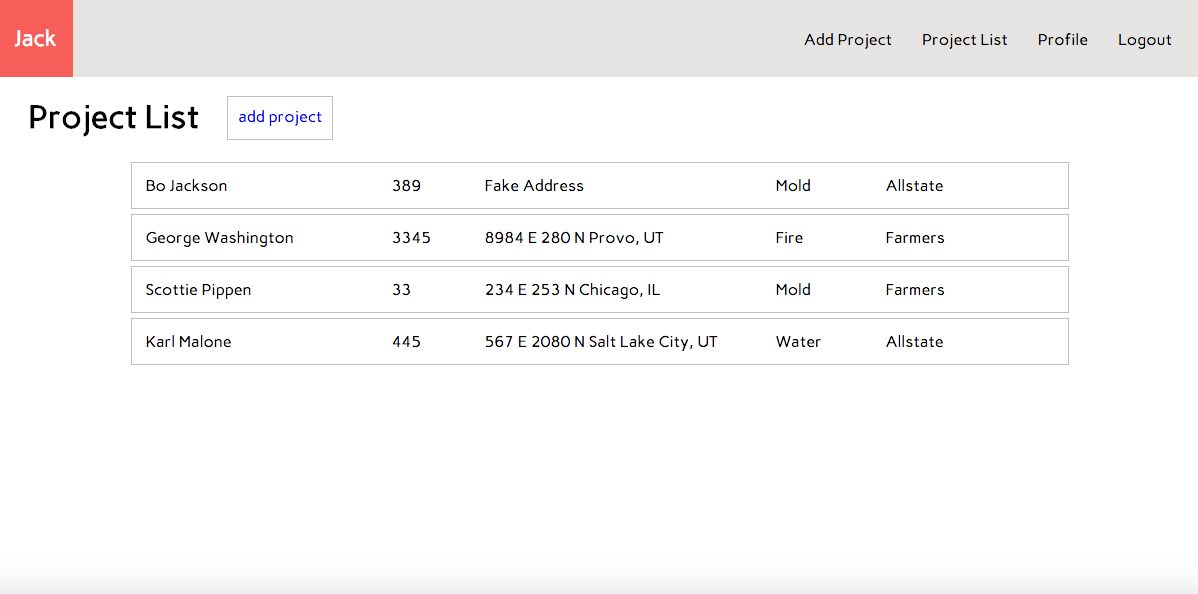 Jack Add Project Project List Profile Logout
Project List add project
Bo Jackson 389 Fake Address Mold Allstate
George Washington 3345 8984 E 280 N Provo, UT Fire Farmers
Scottie Pippen 33 234 E 253 N Chicago, IL Mold Farmers
Karl Malone 445 567 E 2080 N Salt Lake City, UT Water Allstate